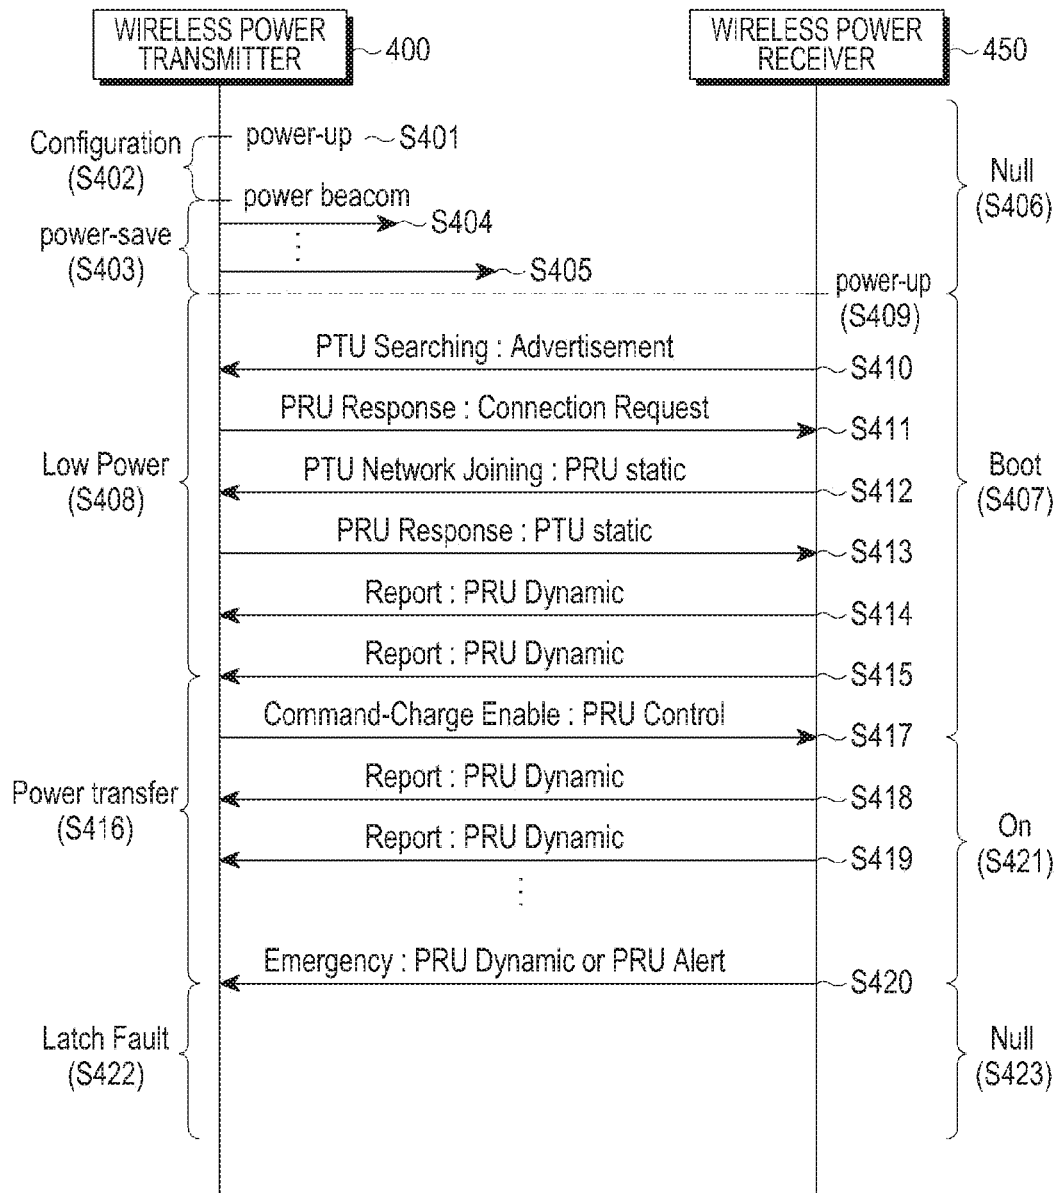 WIRELESS POWER
TRANSMITTER
400
WIRELESS POWER
RECEIVER
450
Configuration
(S402)
power-up
S401
Null
(S406)
power beacom
S404
power-save
(S403)
S405
power-up
(S409)
PTU Searching : Advertisement
S410
PRU Response : Connection Request
S411
Low Power
(S408)
PTU Network Joining : PRU static
S412
Boot
(S407)
PRU Response : PTU static
S413
Report : PRU Dynamic
S414
Report : PRU Dynamic
S415
Command-Charge Enable : PRU Control
S417
Power transfer
(S416)
Report : PRU Dynamic
S418
Report : PRU Dynamic
S419
On
(S421)
Emergency : PRU Dynamic or PRU Alert
S420
Latch Fault
(S422)
Null
(S423)